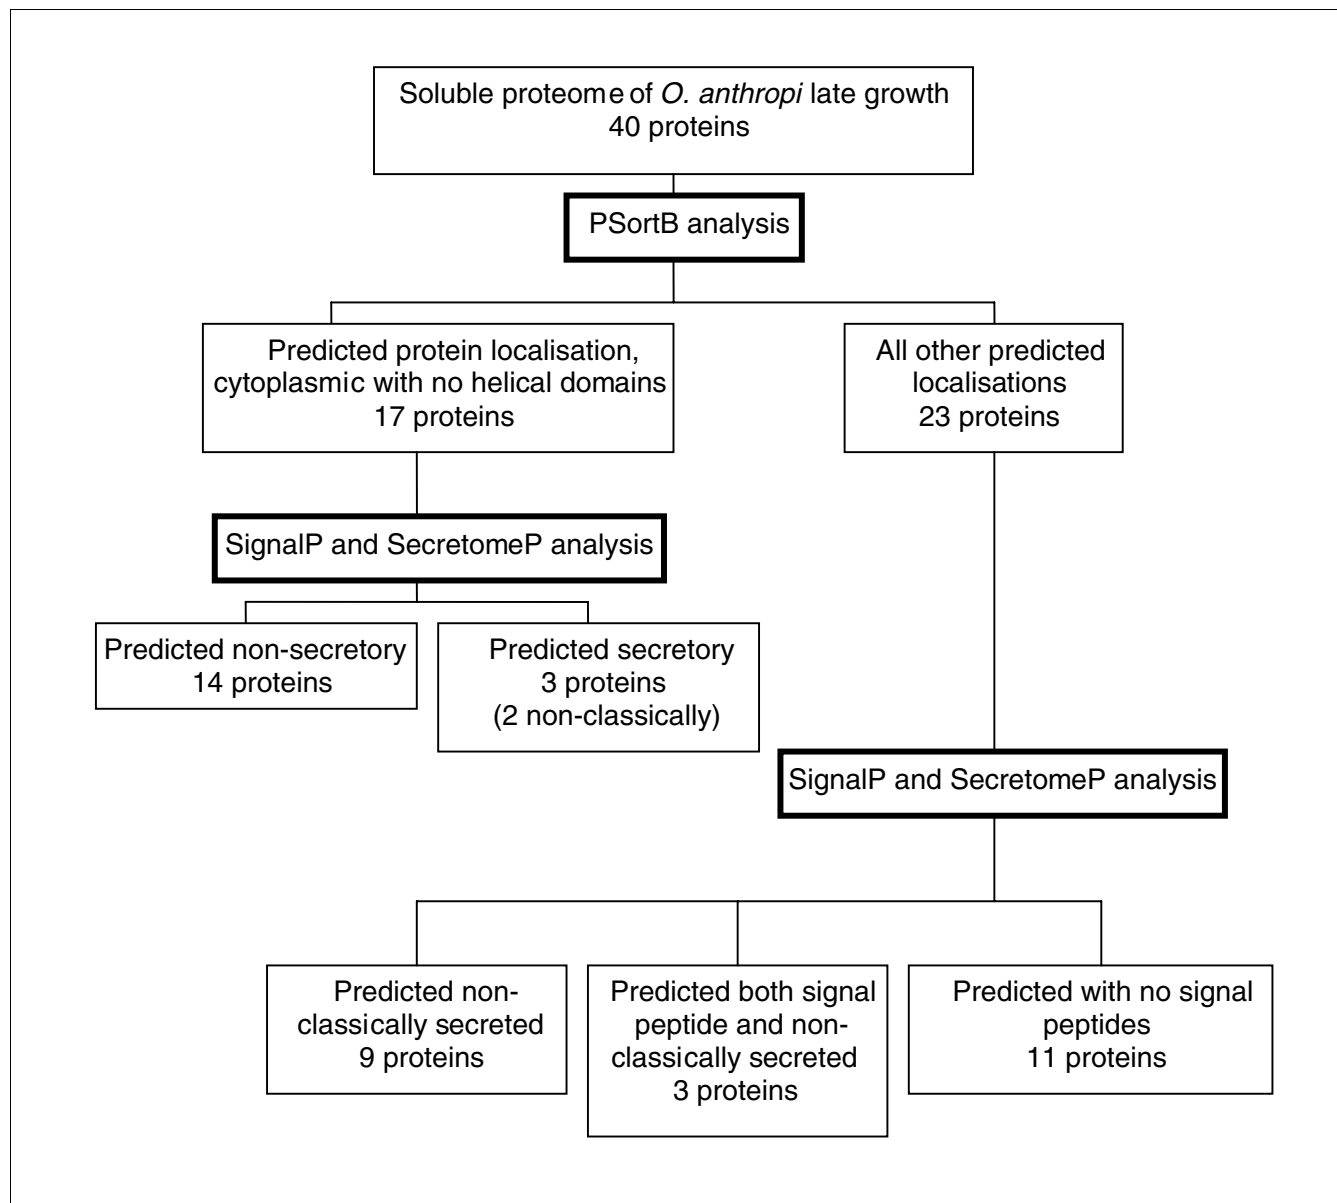 Soluble proteome of O. anthropi late growth
40 proteins
PSortB analysis
Predicted protein localisation,
cytoplasmic with no helical domains
17 proteins
All other predicted
localisations
23 proteins
SignalP and SecretomeP analysis
Predicted non-secretory
14 proteins
Predicted secretory
3 proteins
(2 non-classically)
SignalP and SecretomeP analysis
Predicted non-
classically secreted
9 proteins
Predicted both signal
peptide and non-
classically secreted
3 proteins
Predicted with no signal
peptides
11 proteins